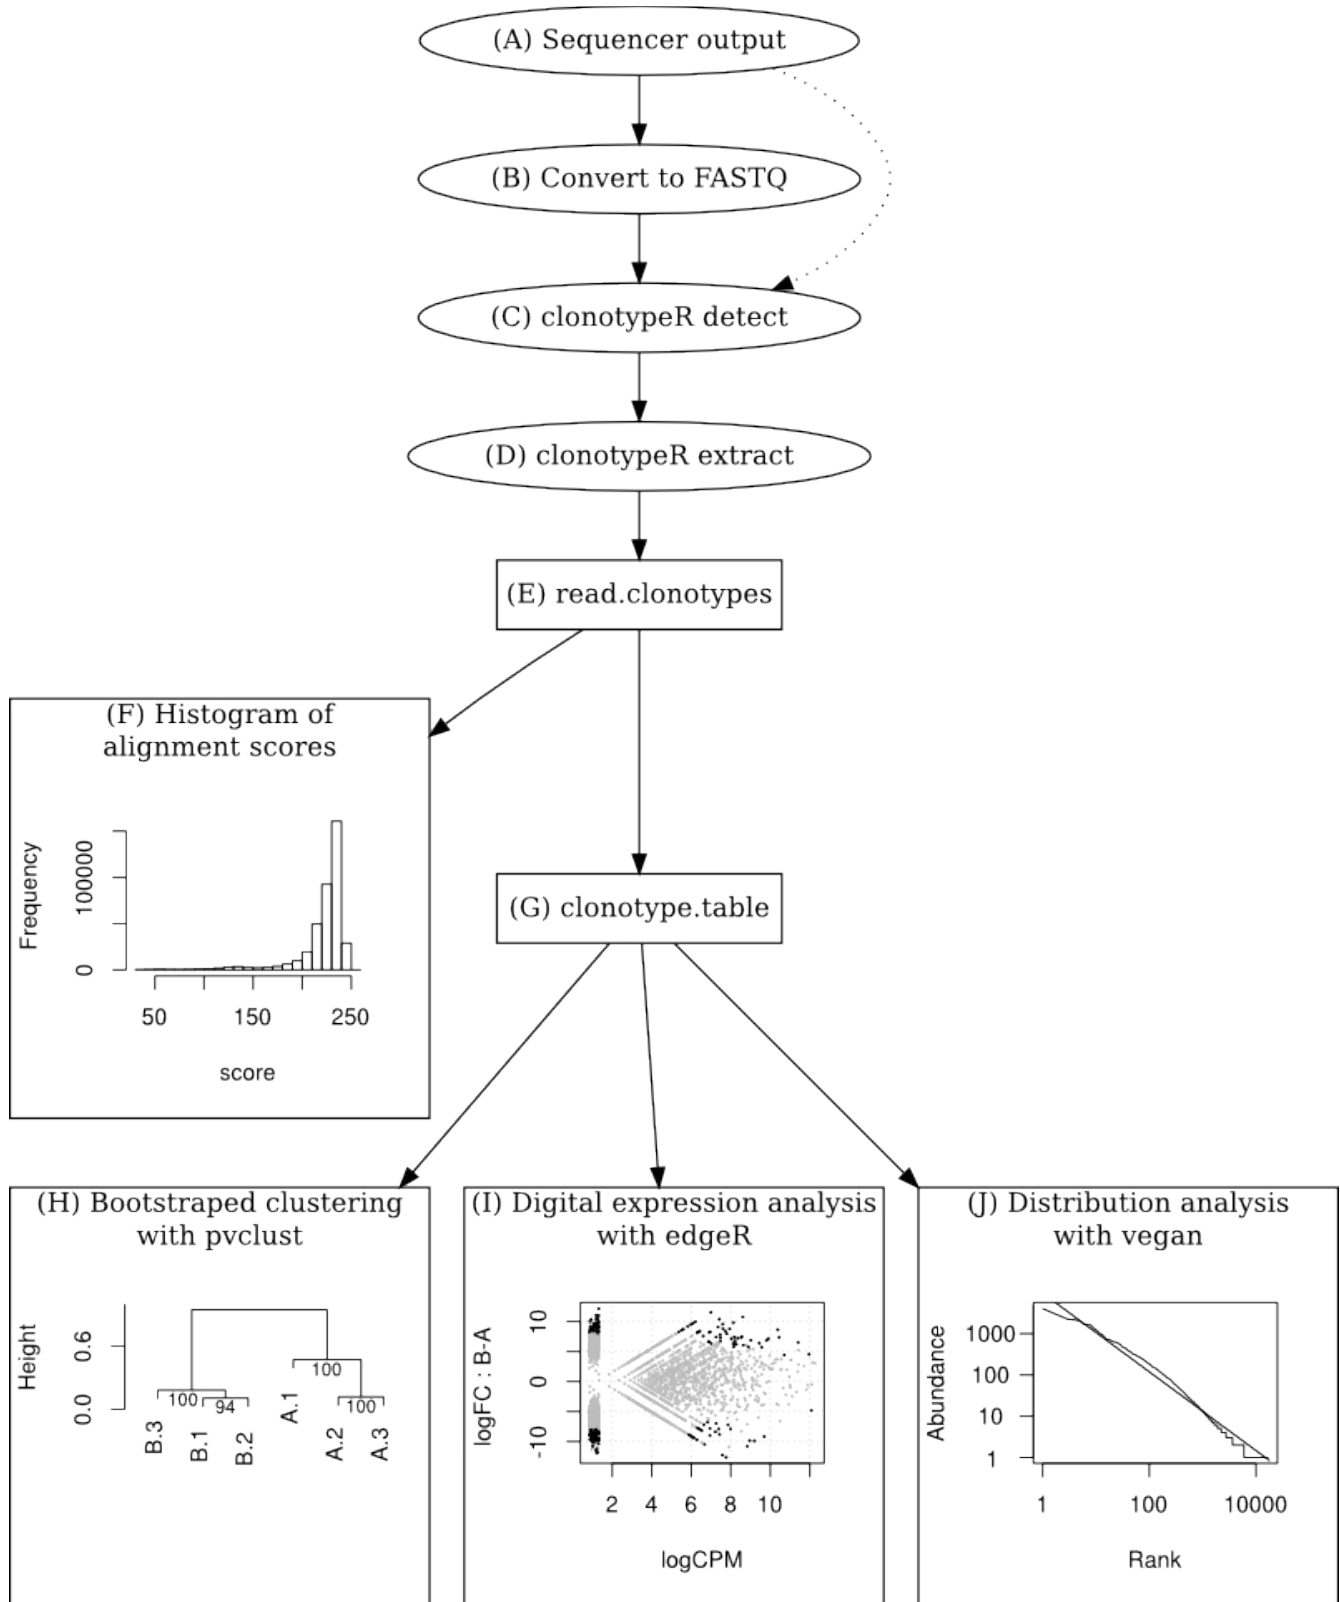 (A) Sequencer output
(B) Convert to FASTQ
(C) clonotypeR detect
(D) clonotypeR extract
(E) read.clonotypes
(F) Histogram of
alignment scores
Frequency
0
100000
50
150
250
score
(G) clonotype.table
(H) Bootstraped clustering
with pvclust
Height
0.0
0.6
100
94
100
100
B.3
B.1
B.2
A.1
A.2
A.3
(I) Digital expression analysis
with edgeR
logFC : B-A
10
0
-10
2
4
6
8
10
logCPM
(J) Distribution analysis
with vegan
Abundance
1000
100
10
1
1
100
10000
Rank